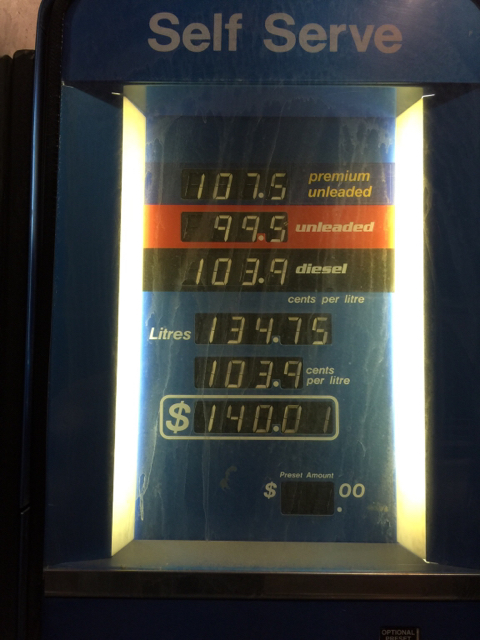 Self Serve
107.5 premium unleaded
99.5 unleaded
103.9 diesel
cents per litre
Litres 134.75
103.9 cents per litre
$ 140.01
Preset Amount
$ .00
OPTIONAL
PRESET